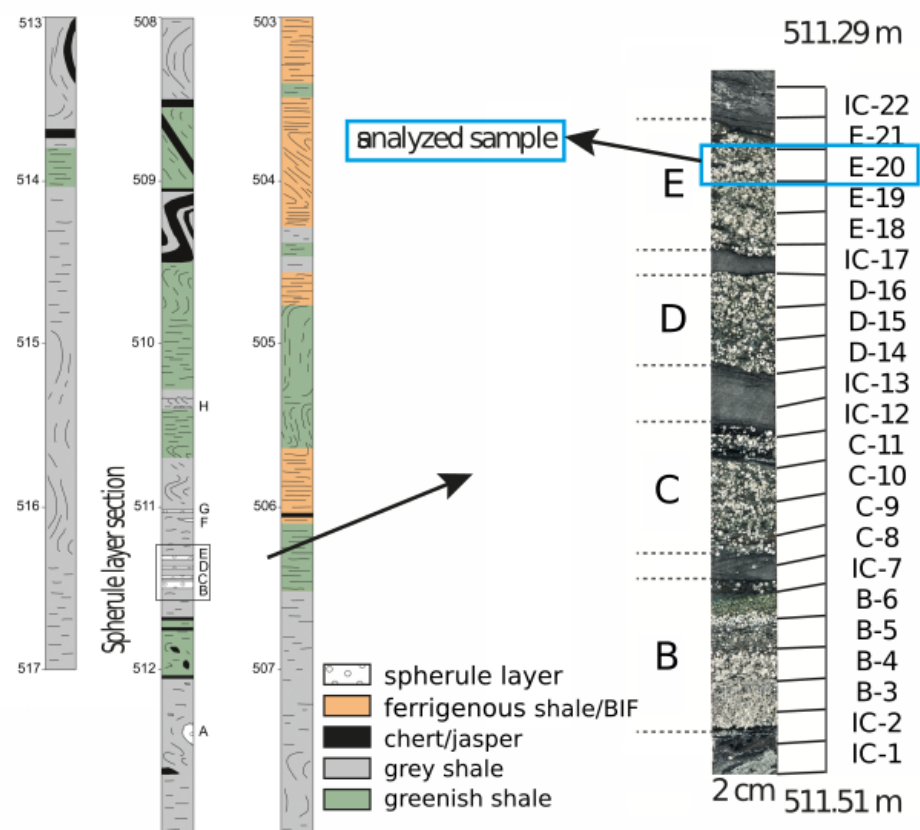 513
514
515
516
517
508
509
510
511
512
H
G
F
E
D
C
B
A
Spherule layer section
503
504
505
506
507
spherule layer
ferrigenous shale/BIF
chert/jasper
grey shale
greenish shale
analyzed sample
511.29 m
E
D
C
B
IC-22
E-21
E-20
E-19
E-18
IC-17
D-16
D-15
D-14
IC-13
IC-12
C-11
C-10
C-9
C-8
IC-7
B-6
B-5
B-4
B-3
IC-2
IC-1
2 cm
511.51 m